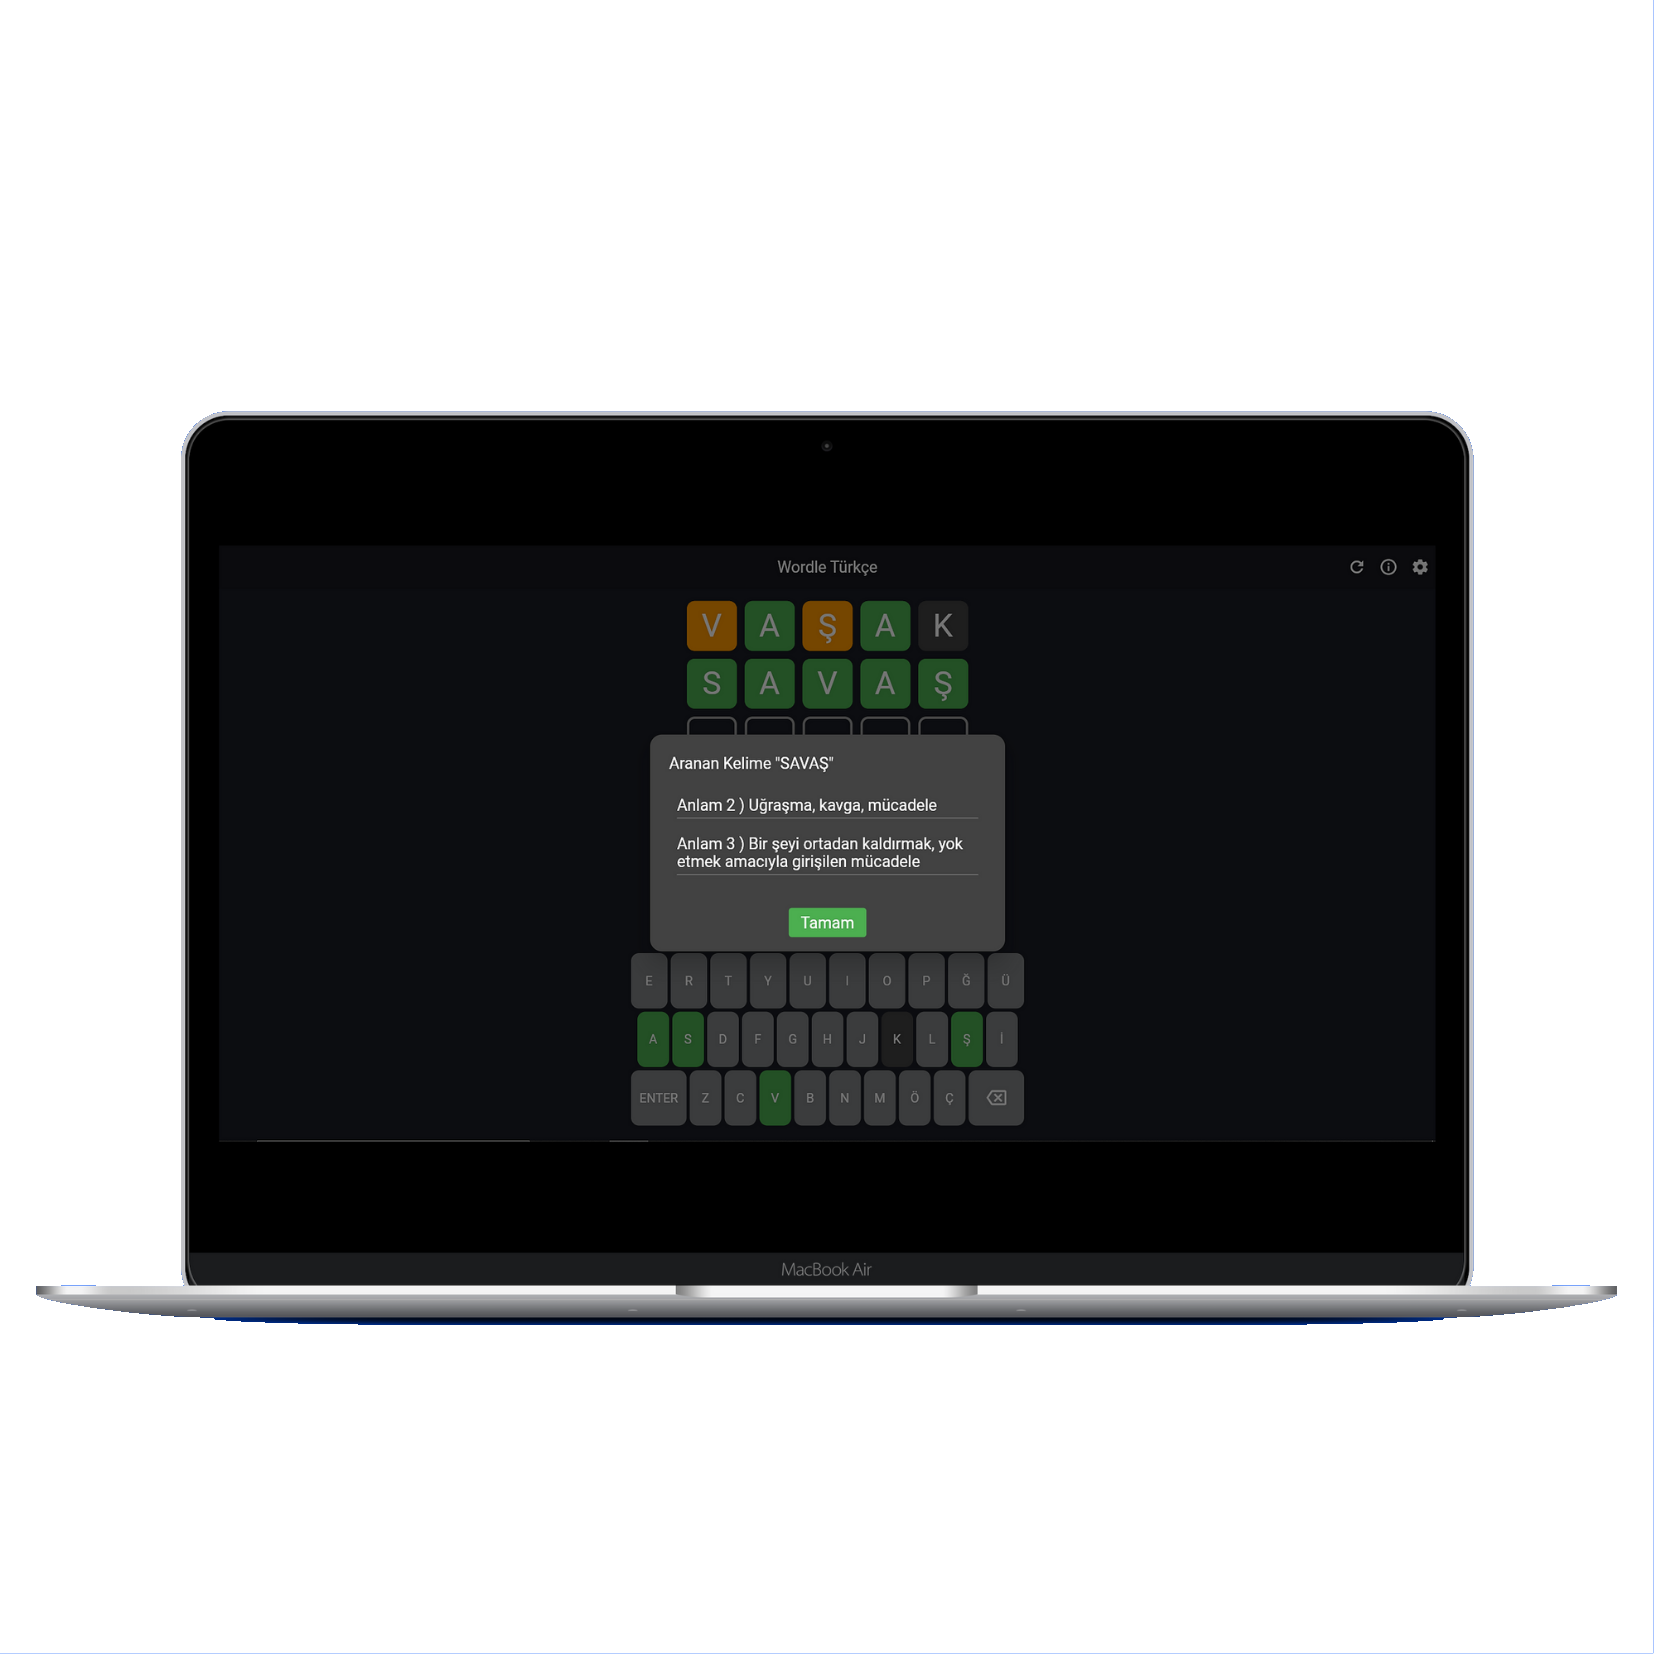 Wordle Türkçe
V A Ş A K
S A V A Ş
Aranan Kelime "SAVAŞ"
Anlam 2 ) Uğraşma, kavga, mücadele
Anlam 3 ) Bir şeyi ortadan kaldırmak, yok
etmek amacıyla girişilen mücadele
Tamam
E R T Y U I O P Ğ Ü
A S D F G H J K L Ş İ
ENTER Z C V B N M Ö Ç
MacBook Air